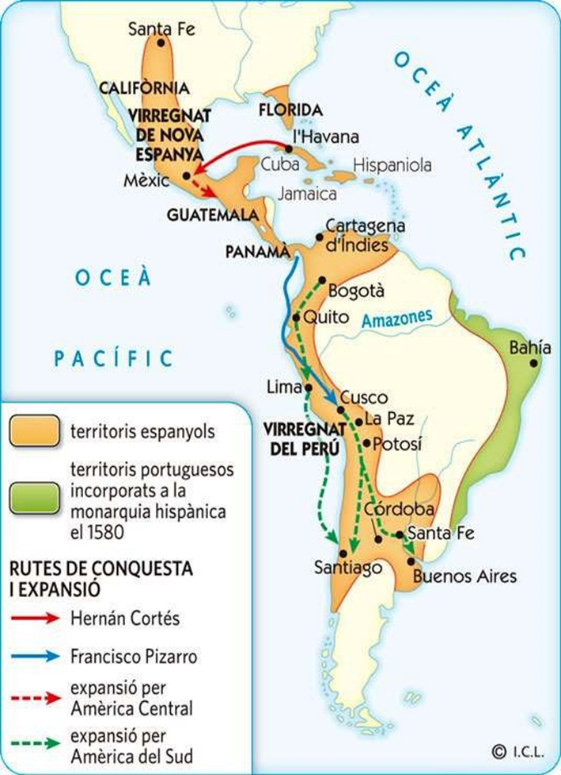 Santa Fe
CALIFÒRNIA
VIRREGNAT
DE NOVA
ESPANYA
FLORIDA
l'Havana
Cuba
Hispaniola
Mèxic
Jamaica
GUATEMALA
Cartagena
d'Índies
PANAMÀ
OCEÀ ATLÀNTIC
OCEÀ
PACÍFIC
Bogotà
Quito
Amazones
Bahía
Lima
Cusco
La Paz
VIRREGNAT
DEL PERÚ
Potosí
Córdoba
Santa Fe
Santiago
Buenos Aires
territoris espanyols
territoris portuguesos
incorporats a la
monarquia hispànica
el 1580
RUTES DE CONQUESTA
I EXPANSIÓ
Hernán Cortés
Francisco Pizarro
expansió per
Amèrica Central
expansió per
Amèrica del Sud
© I.C.L.